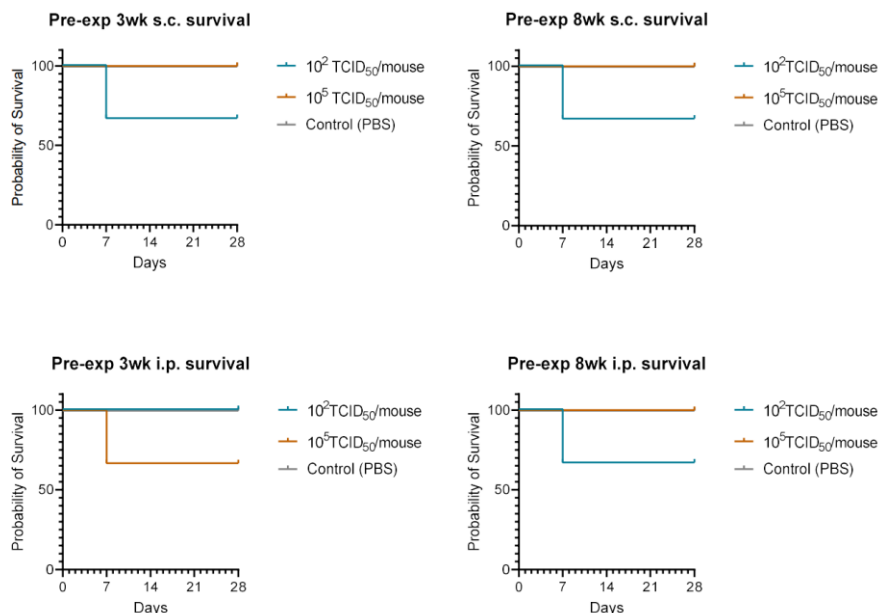 Pre-exp 3wk s.c. survival
Probability of Survival
100
50
0
0 7 14 21 28
Days
10² TCID₅₀/mouse
10⁵ TCID₅₀/mouse
Control (PBS)
Pre-exp 8wk s.c. survival
Probability of Survival
100
50
0
0 7 14 21 28
Days
10²TCID₅₀/mouse
10⁵TCID₅₀/mouse
Control (PBS)
Pre-exp 3wk i.p. survival
Probability of Survival
100
50
0
0 7 14 21 28
Days
10²TCID₅₀/mouse
10⁵TCID₅₀/mouse
Control (PBS)
Pre-exp 8wk i.p. survival
Probability of Survival
100
50
0
0 7 14 21 28
Days
10²TCID₅₀/mouse
10⁵TCID₅₀/mouse
Control (PBS)